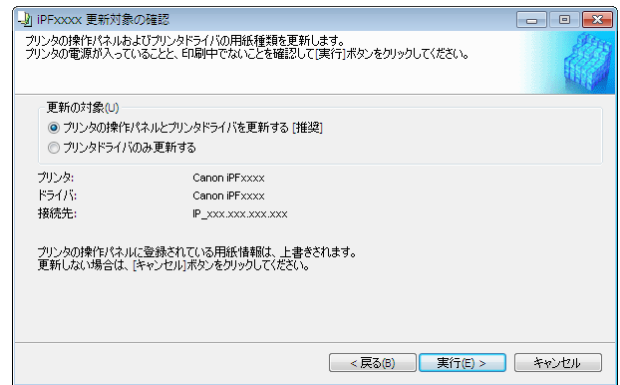 iPFxxxx 更新対象の確認
プリンタの操作パネルおよびプリンタドライバの用紙種類を更新します。
プリンタの電源が入っていることと、印刷中でないことを確認して[実行]ボタンをクリックしてください。
更新の対象(U)
プリンタの操作パネルとプリンタドライバを更新する [推奨]
プリンタドライバのみ更新する
プリンタ: Canon iPFxxxx
ドライバ: Canon iPFxxxx
接続先: IP_xxx.xxx.xxx.xxx
プリンタの操作パネルに登録されている用紙情報は、上書きされます。
更新しない場合は、[キャンセル]ボタンをクリックしてください。
< 戻る(B) 実行(E) > キャンセル